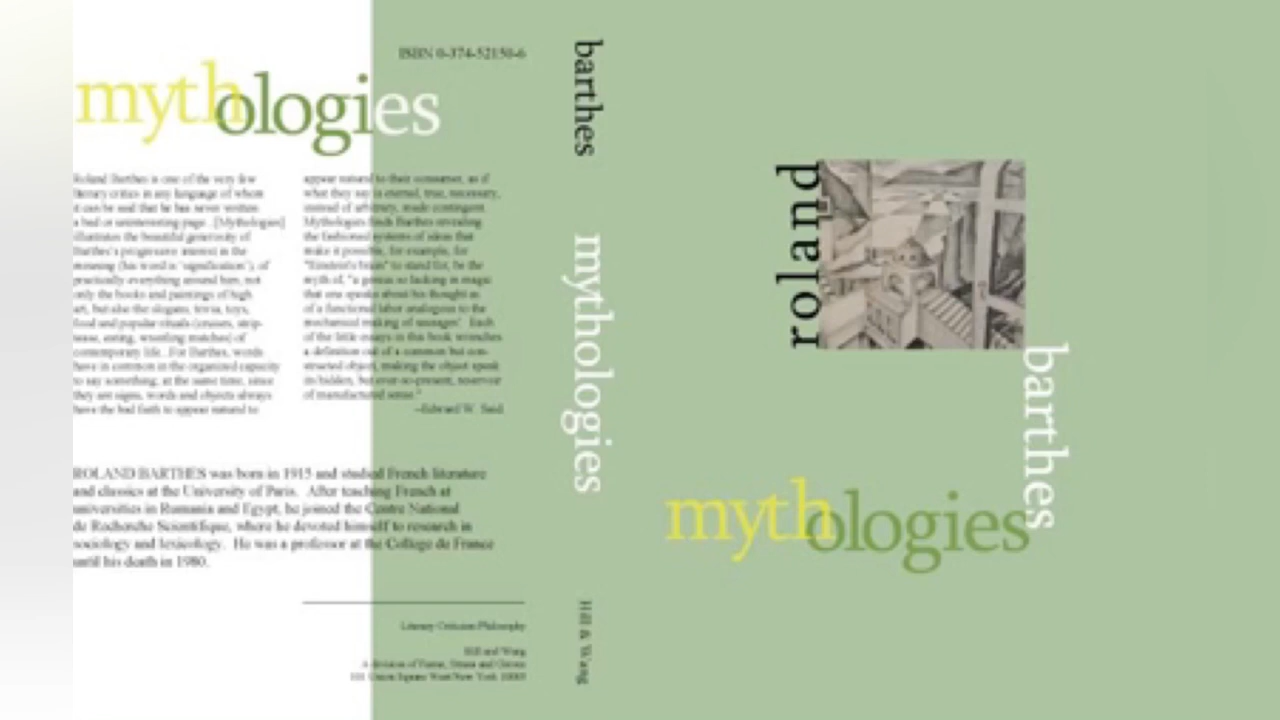 ISBN 0-374-52150-6
mythologies
Roland Barthes is one of the very few
literary critics in any language of whom
it can be said that he has never written
a bad or uninteresting page. [Mythologies]
illustrates the beautiful generosity of
Barthes's progressive interest in the
meaning (his word is signification), of
practically everything around him, not
only the books and paintings of high
art, but also the slogans, trivia, toys,
food and popular rituals (cruises, strip-
tease, eating, wrestling matches) of
contemporary life. For Barthes, words
have in common in the organized capacity
to say something; at the same time, since
they are signs, words and objects always
have the bad faith to appear natural to
appear natural to their consumer, as if
what they say is eternal, true, necessary,
instead of arbitrary, made contingent
Mythologies finds Barthes revealing
the fashioned systems of ideas that
make it possible, for example, for
"Einstein's brain" to stand for, be the
myth of, "a genius so lacking in magic
that one speaks about his thought as
of a functional labor analogous to the
mechanical making of sausages". Each
of the little essays in this book wrenches
a definition out of a common but con-
structed object, making the object speak
its hidden, but ever-so-present, reservoir
of manufactured sense."
–Edward W. Said
ROLAND BARTHES was born in 1915 and studied French literature
and classics at the University of Paris. After teaching French at
universities in Rumania and Egypt, he joined the Centre National
de Recherche Scientifique, where he devoted himself to research in
sociology and lexicology. He was a professor at the College de France
until his death in 1980.
Literary Criticism/Philosophy
Hill and Wang
A division of Farrar, Straus and Giroux
Union Square West/New York 10003
barthes
mythologies
Hill & Wang
roland
barthes
mythologies